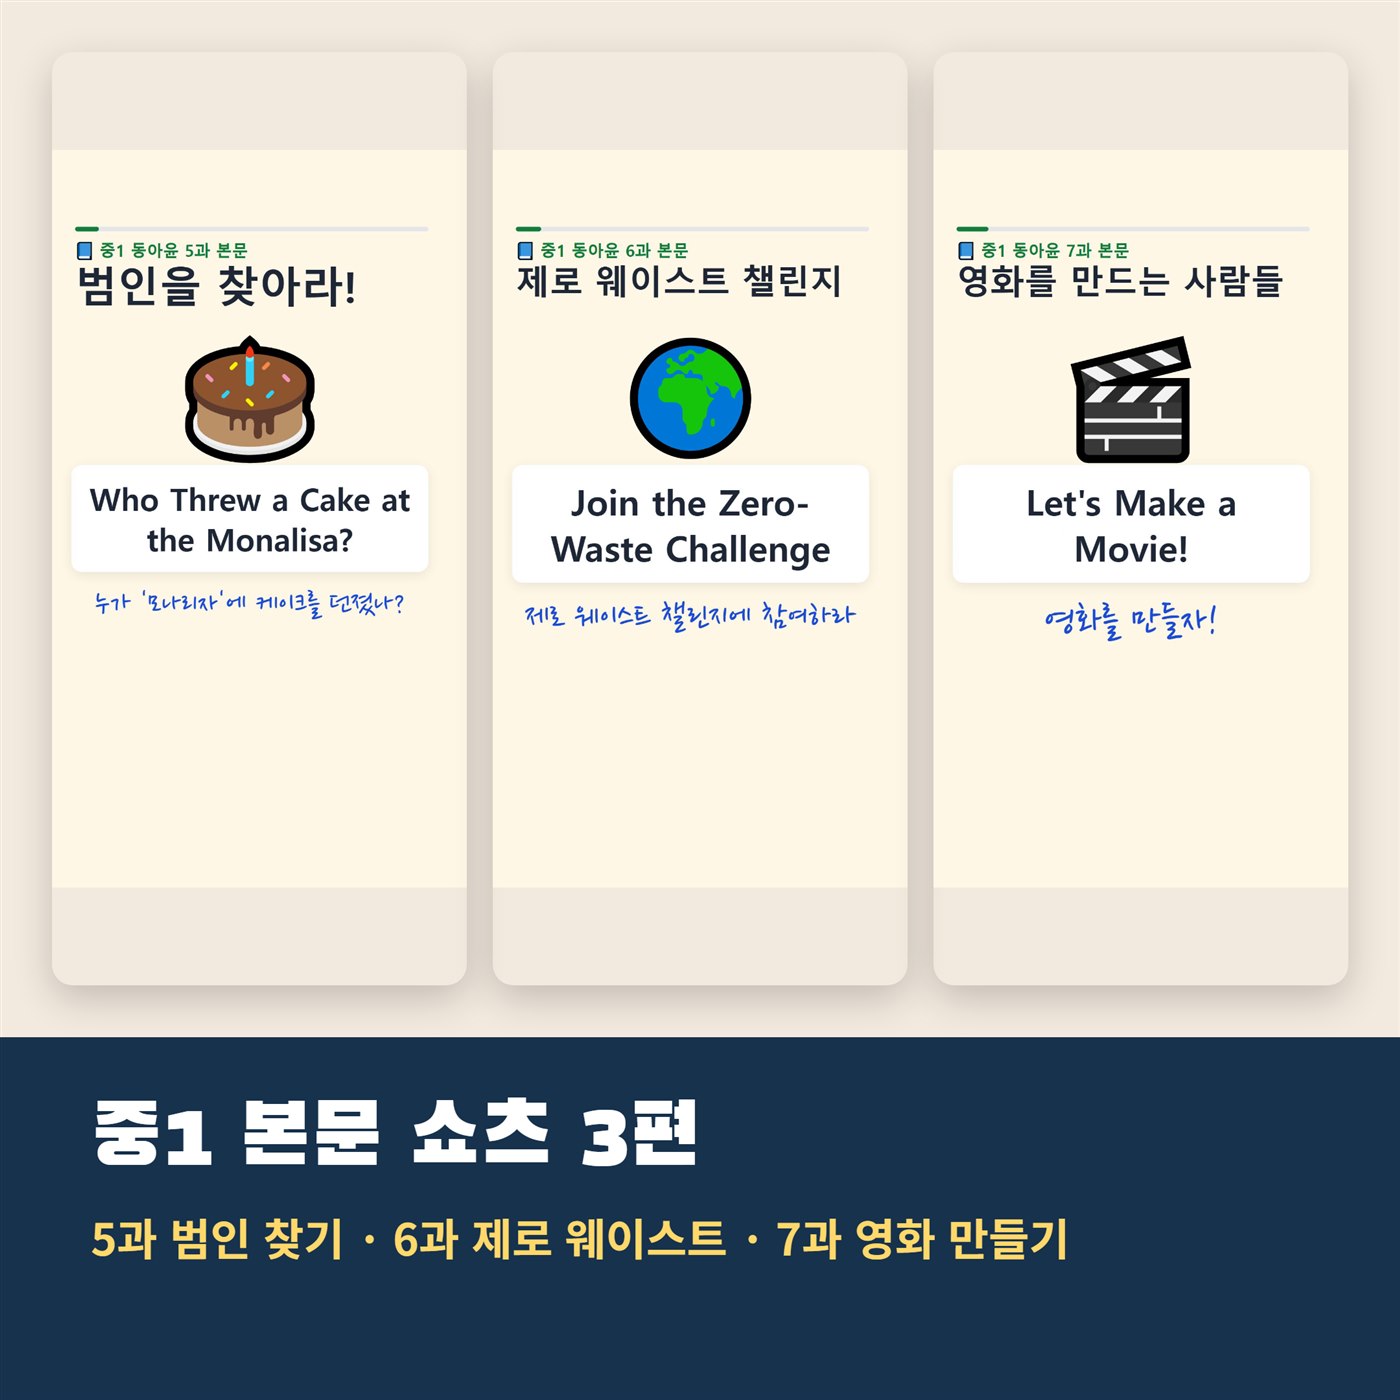 중1 동아윤 5과 본문
범인을 찾아라!
Who Threw a Cake at
the Monalisa?
누가 '모나리자'에 케이크를 던졌나?
중1 동아윤 6과 본문
제로 웨이스트 챌린지
Join the Zero-
Waste Challenge
제로 웨이스트 챌린지에 참여하라
중1 동아윤 7과 본문
영화를 만드는 사람들
Let's Make a
Movie!
영화를 만들자!
중1 본문 쇼츠 3편
5과 범인 찾기 · 6과 제로 웨이스트 · 7과 영화 만들기